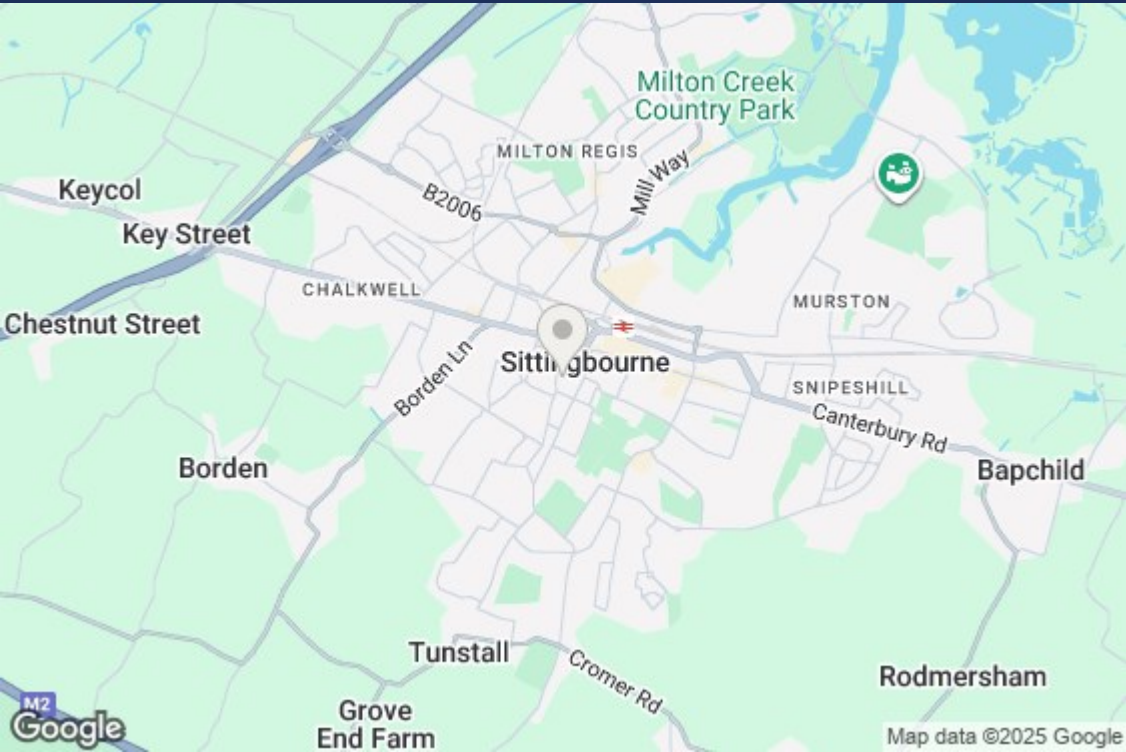 Milton Creek
Country Park
MILTON REGIS
Mill Way
Keycol
B2006
Key Street
CHALKWELL
MURSTON
Chestnut Street
Sittingbourne
Borden Ln
SNIPESHILL
Canterbury Rd
Borden
Bapchild
Tunstall
Cromer Rd
Rodmersham
M2
Grove
End Farm
Google
Map data ©2025 Google